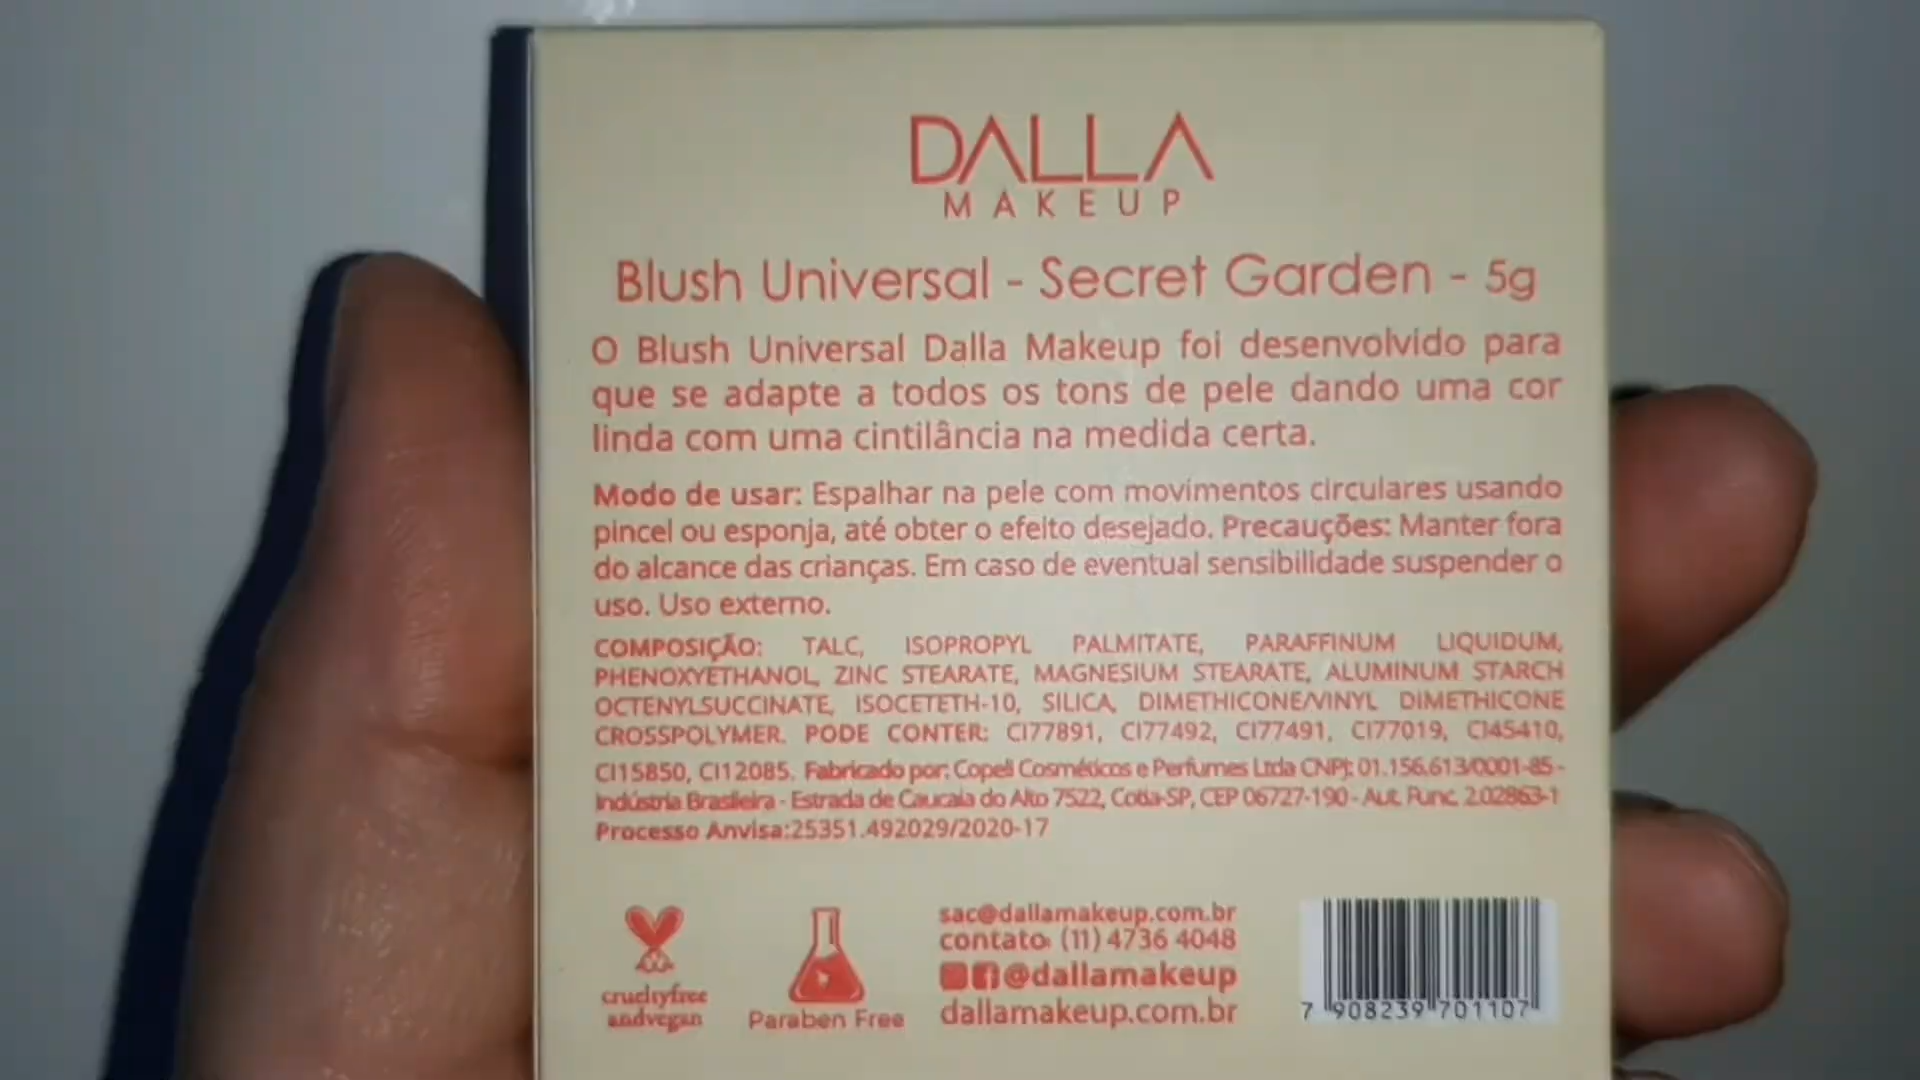 DALLA
MAKEUP
Blush Universal - Secret Garden - 5g
O Blush Universal Dalla Makeup foi desenvolvido para
que se adapte a todos os tons de pele dando uma cor
linda com uma cintilância na medida certa.
Modo de usar: Espalhar na pele com movimentos circulares usando
pincel ou esponja, até obter o efeito desejado. Precauções: Manter fora
do alcance das crianças. Em caso de eventual sensibilidade suspender o
uso. Uso externo.
COMPOSIÇÃO: TALC, ISOPROPYL PALMITATE, PARAFFINUM LIQUIDUM,
PHENOXYETHANOL, ZINC STEARATE, MAGNESIUM STEARATE, ALUMINUM STARCH
OCTENYLSUCCINATE, ISOCETETH-10, SILICA, DIMETHICONE/VINYL DIMETHICONE
CROSSPOLYMER. PODE CONTER: CI77891, CI77492, CI77491, CI77019, CI45410,
CI15850, CI12085. Fabricado por: Copell Cosméticos e Perfumes Ltda CNPJ: 01.156.613/0001-85 -
Indústria Brasileira - Estrada de Caucaia do Alto 7522, Cotia-SP, CEP 06727-190 - Aut. Func. 2.02863-1
Processo Anvisa:25351.492029/2020-17
crueltyfree
andvegan
Paraben Free
sac@dallamakeup.com.br
contato: (11) 4736 4048
@dallamakeup
dallamakeup.com.br
7 908239 701107